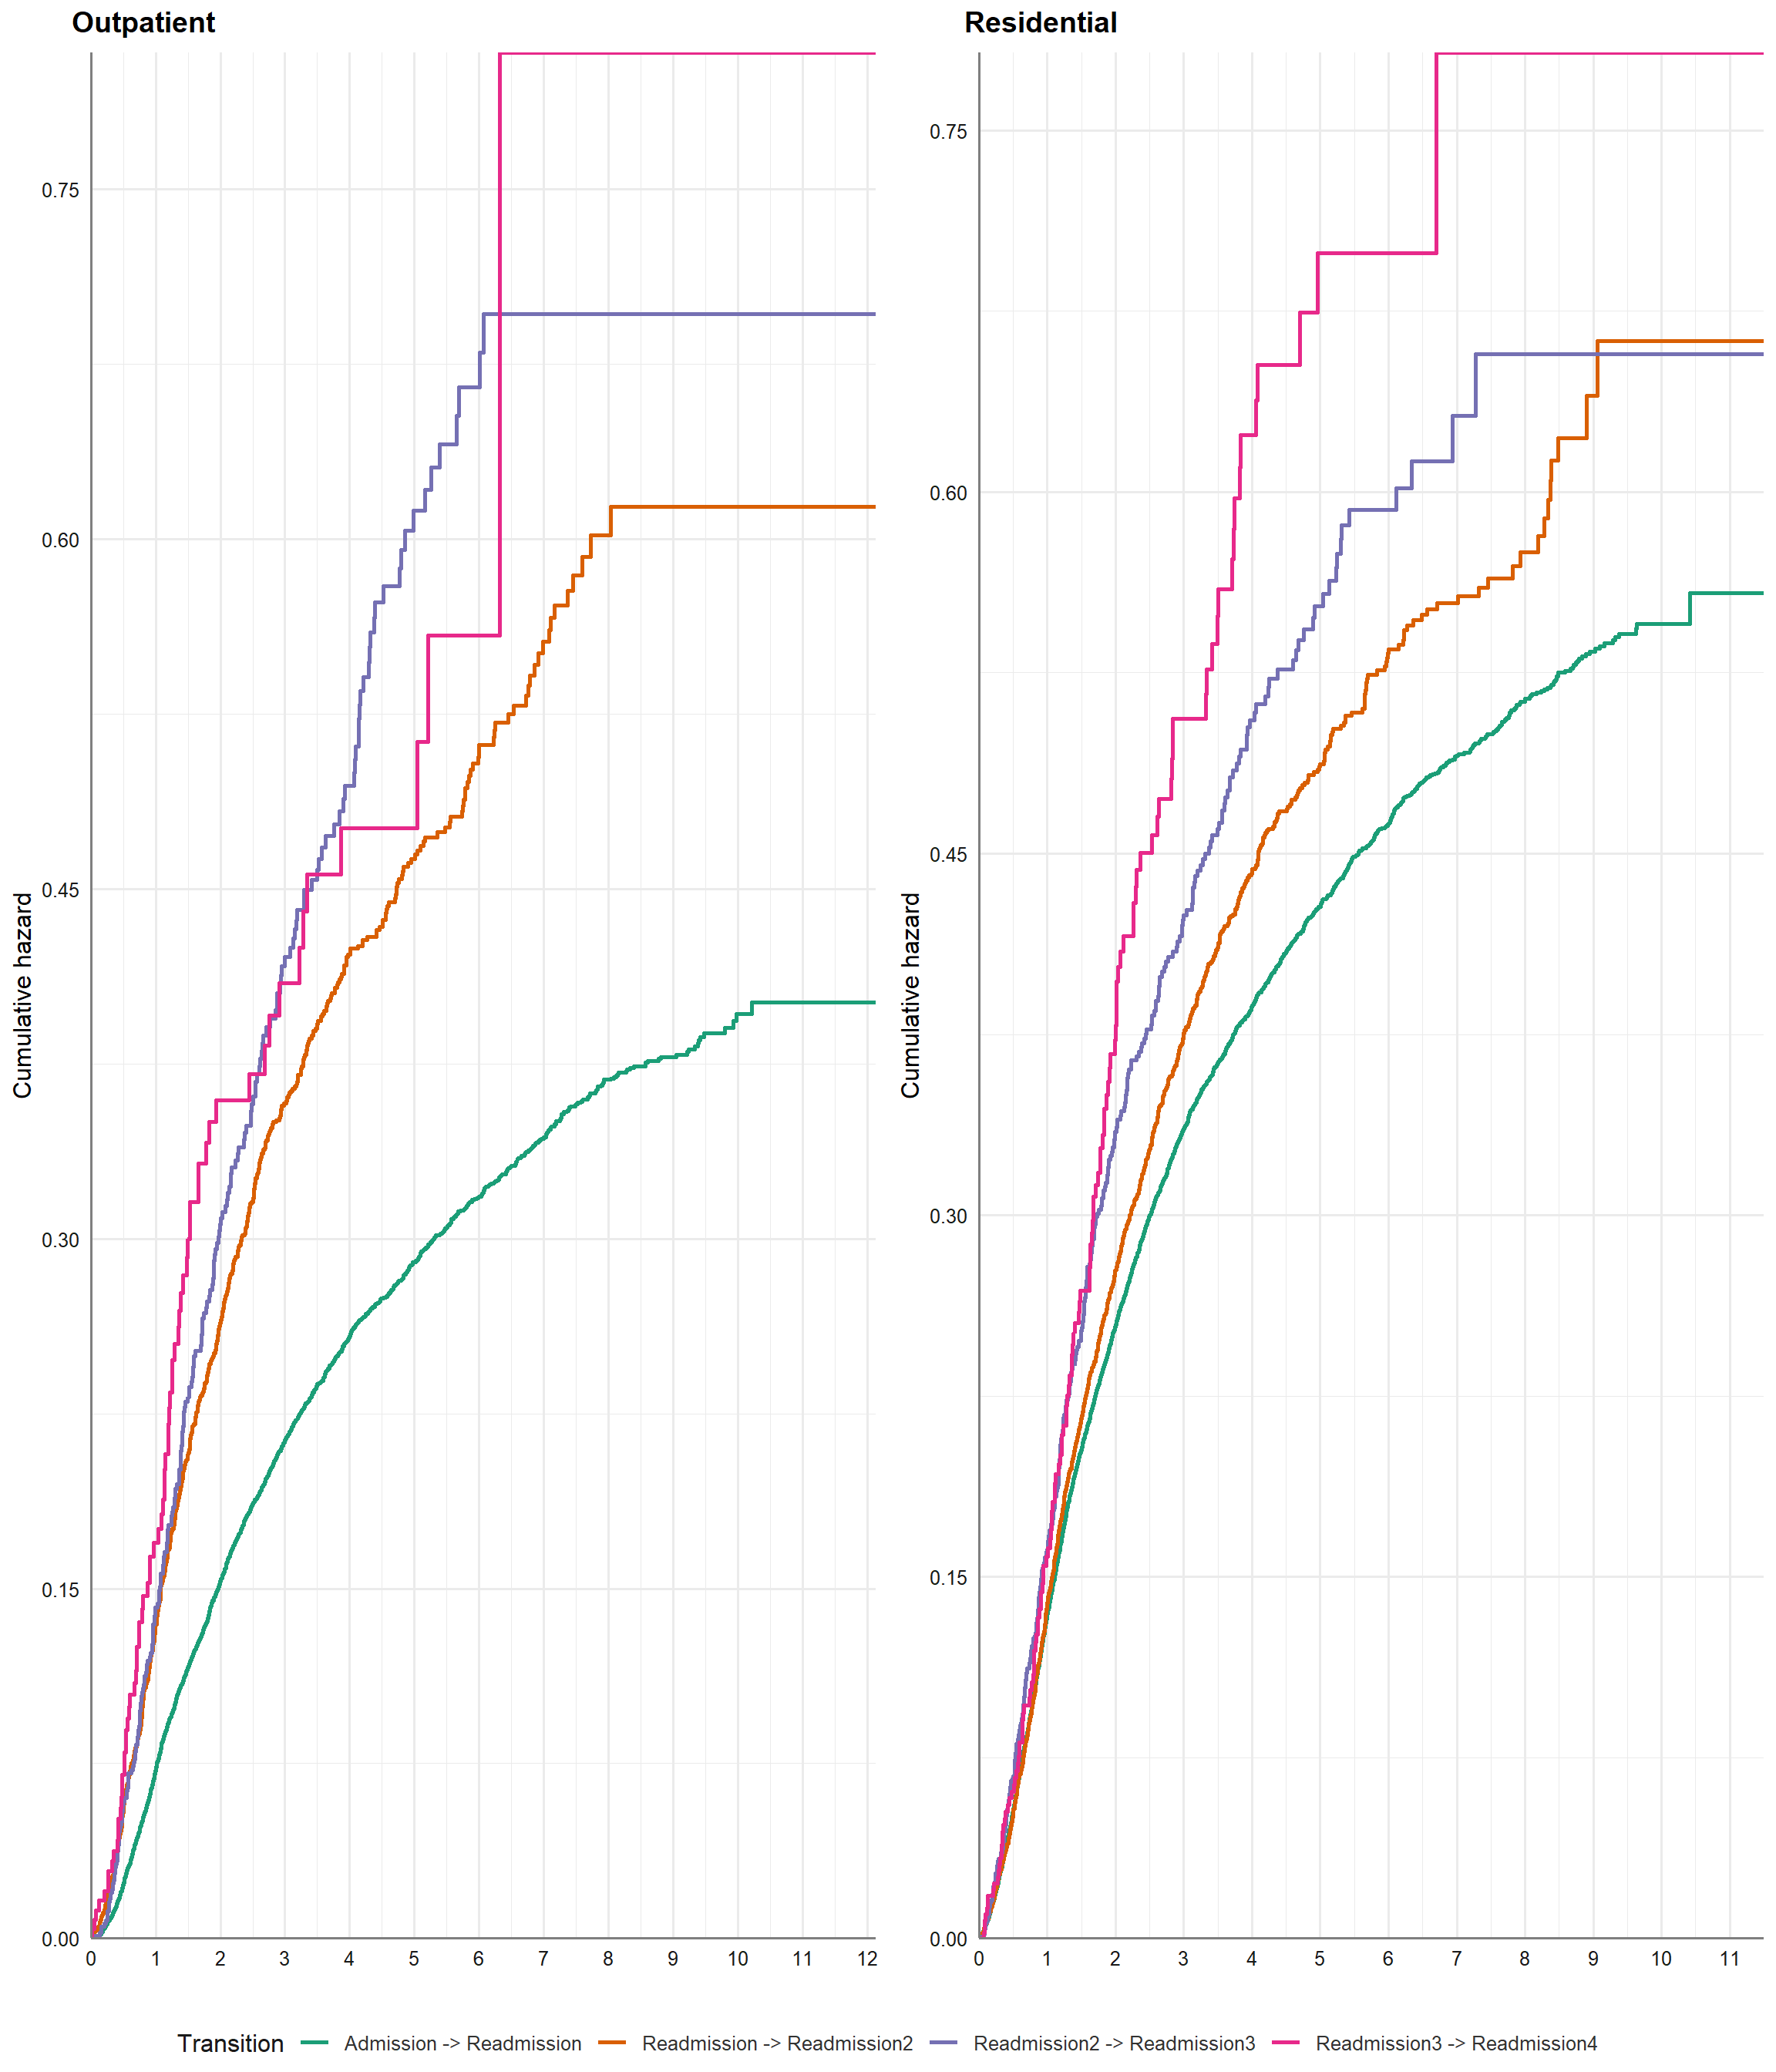 Outpatient
Cumulative hazard
0.75
0.60
0.45
0.30
0.15
0.00
0 1 2 3 4 5 6 7 8 9 10 11 12
Residential
Cumulative hazard
0.75
0.60
0.45
0.30
0.15
0.00
0 1 2 3 4 5 6 7 8 9 10 11
Transition Admission -> Readmission Readmission -> Readmission2 Readmission2 -> Readmission3 Readmission3 -> Readmission4